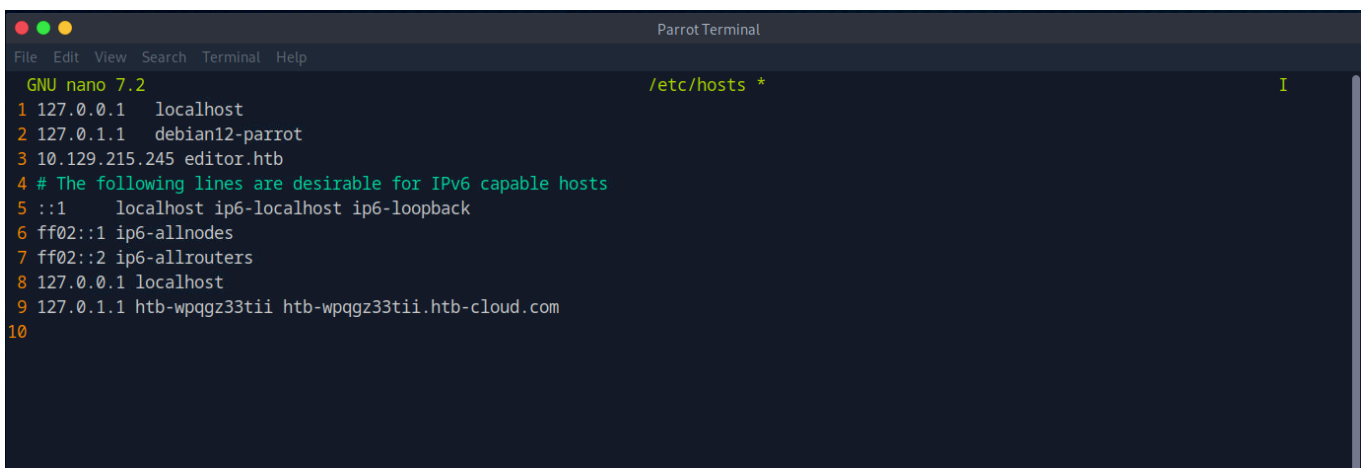 Parrot Terminal
File Edit View Search Terminal Help
GNU nano 7.2 /etc/hosts * I
1 127.0.0.1 localhost
2 127.0.1.1 debian12-parrot
3 10.129.215.245 editor.htb
4 # The following lines are desirable for IPv6 capable hosts
5 ::1 localhost ip6-localhost ip6-loopback
6 ff02::1 ip6-allnodes
7 ff02::2 ip6-allrouters
8 127.0.0.1 localhost
9 127.0.1.1 htb-wpqgz33tii htb-wpqgz33tii.htb-cloud.com
10